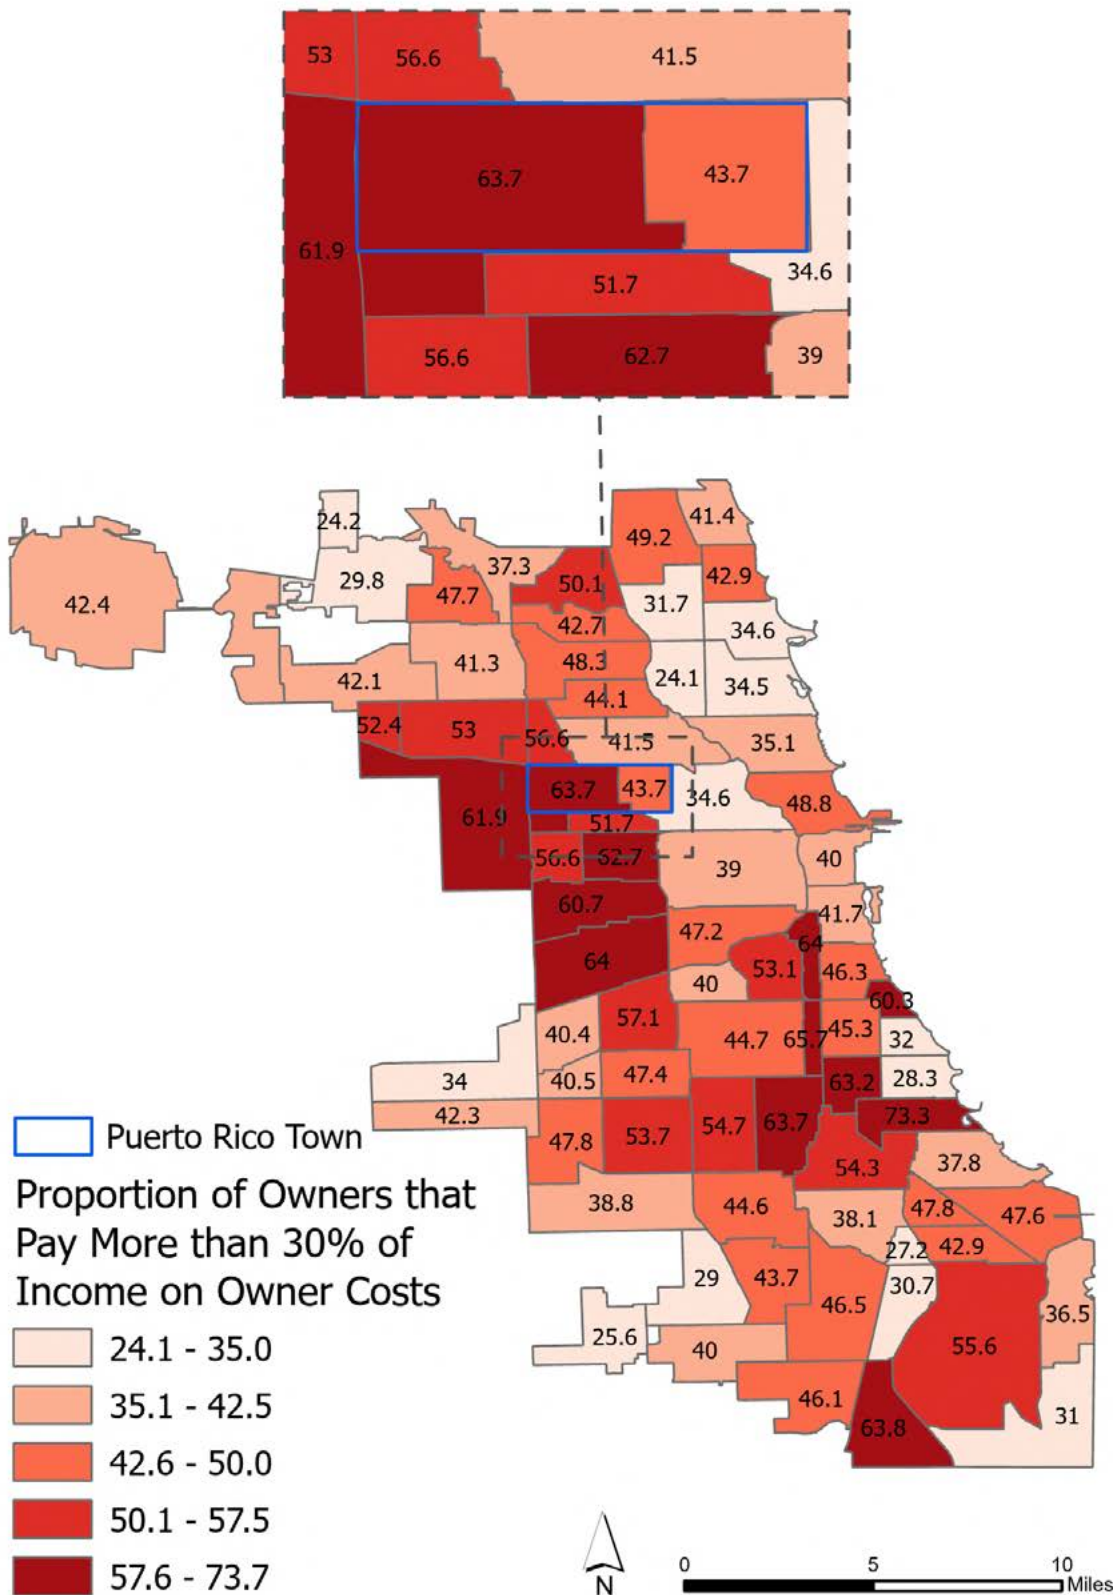 53 56.6 41.5
63.7 43.7
61.9 34.6
51.7
56.6 62.7 39
24.2 49.2 41.4
29.8 47.7 37.3 50.1 42.9
42.4 31.7
42.7 34.6
42.1 41.3 48.3 24.1 34.5
44.1
52.4 53 56.6 41.5 35.1
63.7 43.7 34.6 48.8
61.9 51.7
56.6 62.7 39 40
60.7 47.2 41.7
64 64
40 53.1 46.3
60.3
40.4 57.1 44.7 65.7 45.3 32
34 40.5 47.4 63.2 28.3
42.3 73.3
47.8 53.7 54.7 63.7 54.3 37.8
38.8 44.6 38.1 47.8 47.6
27.2 42.9
29 43.7 46.5 30.7 36.5
25.6 40 55.6
46.1 63.8 31
Puerto Rico Town
Proportion of Owners that
Pay More than 30% of
Income on Owner Costs
24.1 - 35.0
35.1 - 42.5
42.6 - 50.0
50.1 - 57.5
57.6 - 73.7
N
0 5 10
Miles